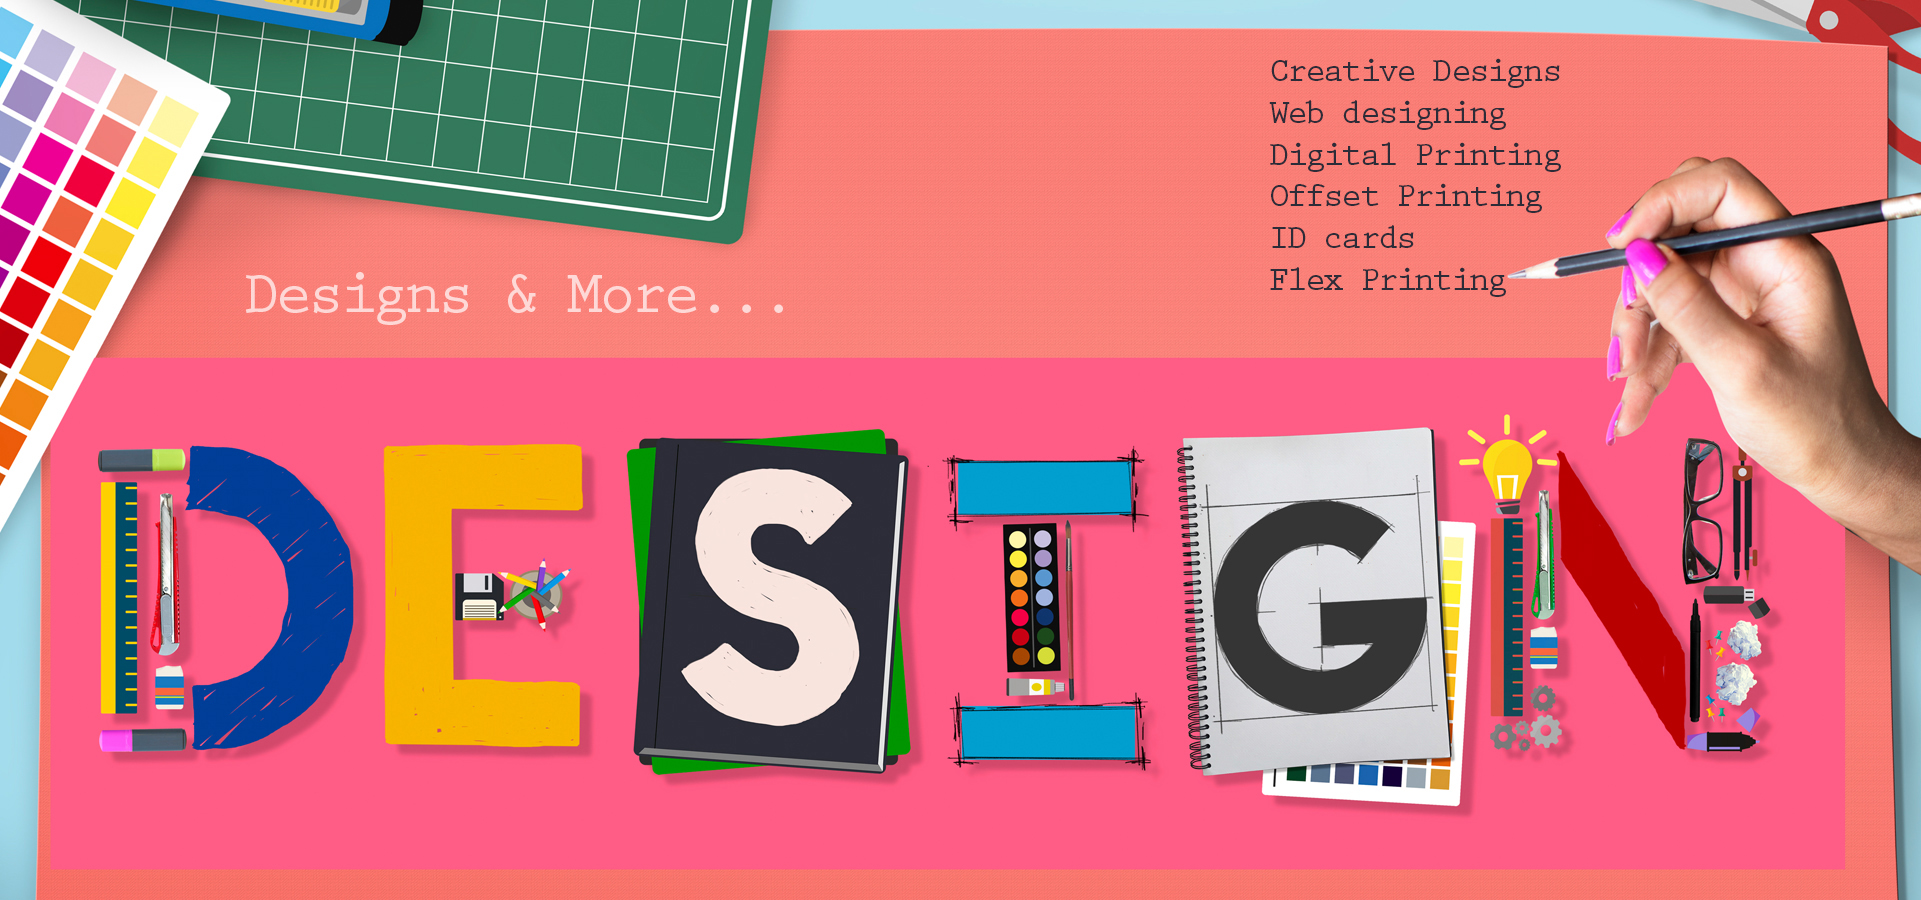 Creative Designs
Web designing
Digital Printing
Offset Printing
ID cards
Flex Printing
Designs & More...
DESIGN